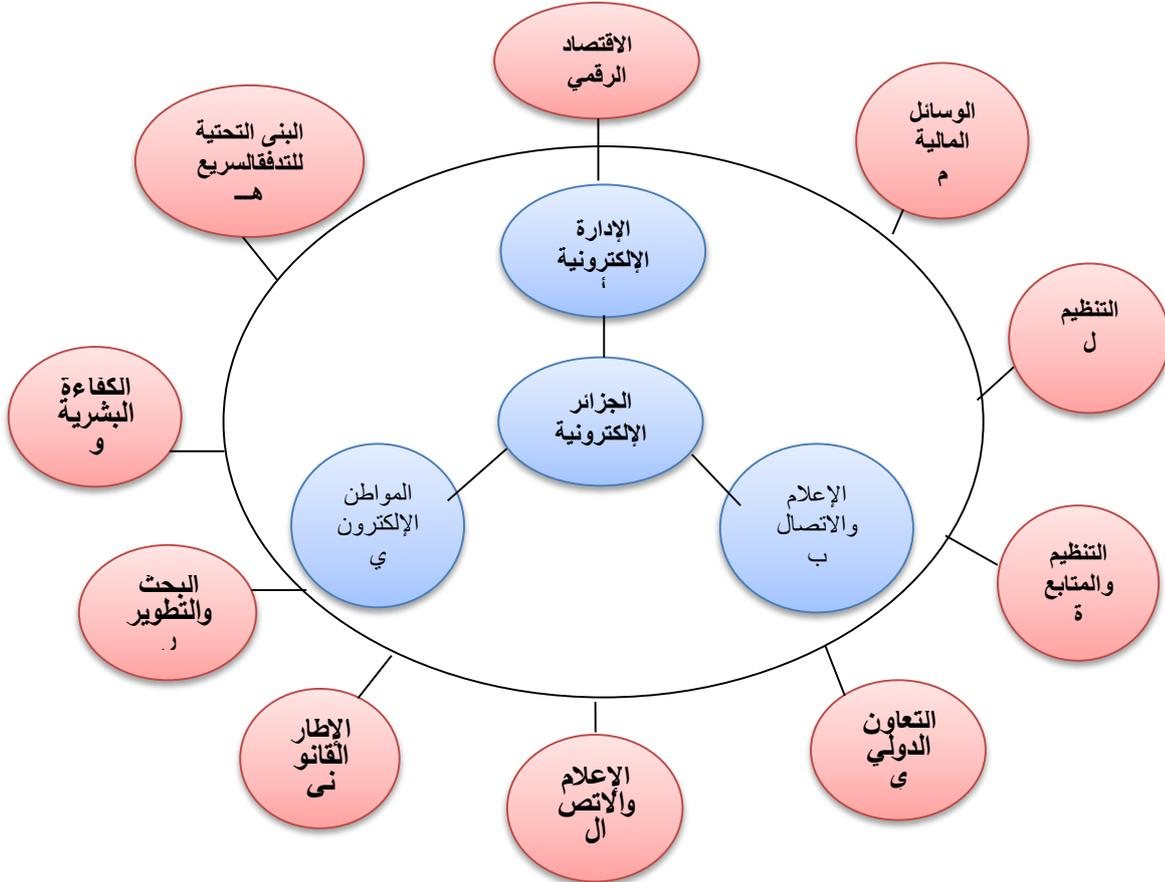 الاقتصاد
الرقمي
الوسائل
المالية
م
البنى التحتية
للتدفقالسريع
هــ
الإدارة
الإلكترونية
أ
التنظيم
ل
الكفاءة
البشرية
و
الجزائر
الإلكترونية
المواطن
الإلكترون
ي
الإعلام
والاتصال
ب
التنظيم
والمتابع
ة
البحث
والتطوير
ر
التعاون
الدولي
ي
الإطار
القانو
نى
الإعلام
والاتص
ال